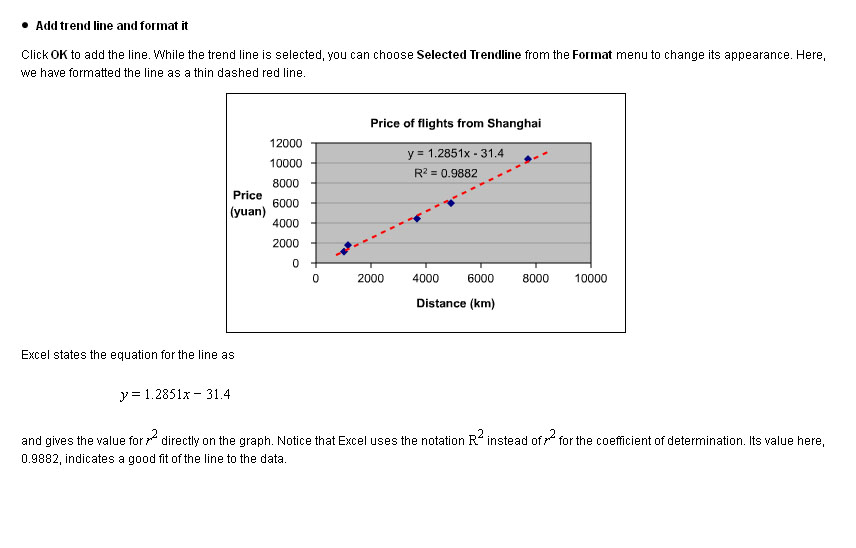 • Add trend line and format it
Click OK to add the line. While the trend line is selected, you can choose Selected Trendline from the Format menu to change its appearance. Here,
we have formatted the line as a thin dashed red line.
Price of flights from Shanghai
12000
10000
8000
6000
4000
2000
0
Price
(yuan)
y = 1.2851x - 31.4
R² = 0.9882
0 2000 4000 6000 8000 10000
Distance (km)
Excel states the equation for the line as
y = 1.2851x − 31.4
and gives the value for r² directly on the graph. Notice that Excel uses the notation R² instead of r² for the coefficient of determination. Its value here,
0.9882, indicates a good fit of the line to the data.